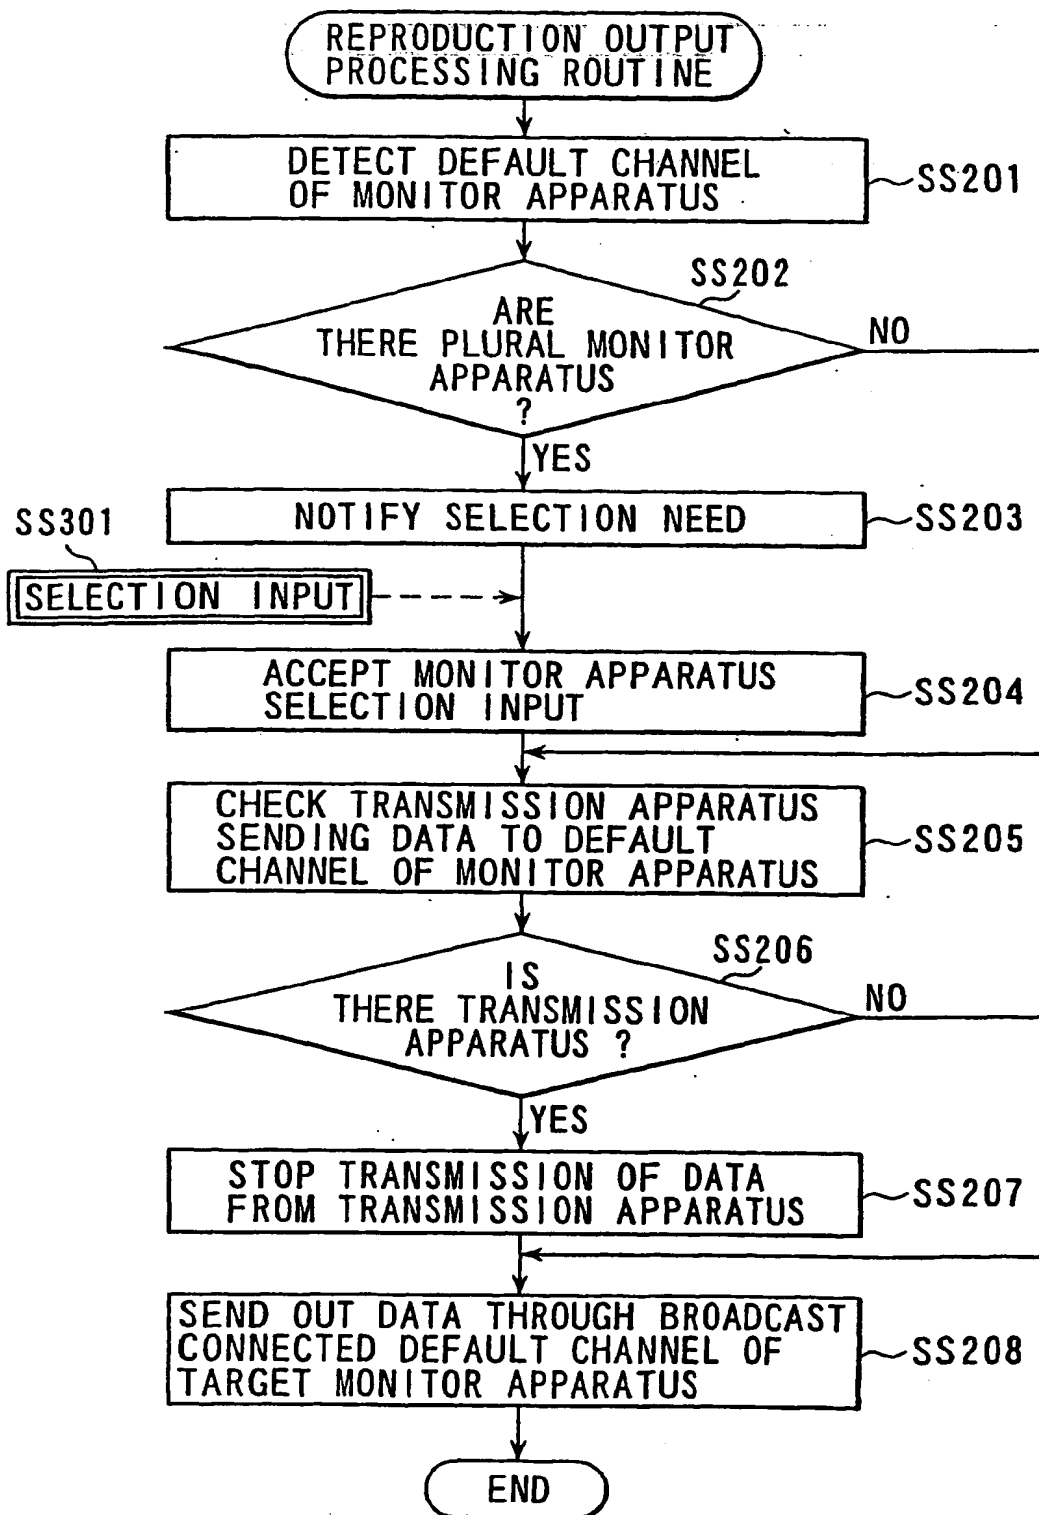 REPRODUCTION OUTPUT
PROCESSING ROUTINE
DETECT DEFAULT CHANNEL
OF MONITOR APPARATUS
SS201
SS202
ARE
THERE PLURAL MONITOR
APPARATUS
?
NO
YES
NOTIFY SELECTION NEED
SS203
SS301
SELECTION INPUT
ACCEPT MONITOR APPARATUS
SELECTION INPUT
SS204
CHECK TRANSMISSION APPARATUS
SENDING DATA TO DEFAULT
CHANNEL OF MONITOR APPARATUS
SS205
SS206
IS
THERE TRANSMISSION
APPARATUS ?
NO
YES
STOP TRANSMISSION OF DATA
FROM TRANSMISSION APPARATUS
SS207
SEND OUT DATA THROUGH BROADCAST
CONNECTED DEFAULT CHANNEL OF
TARGET MONITOR APPARATUS
SS208
END